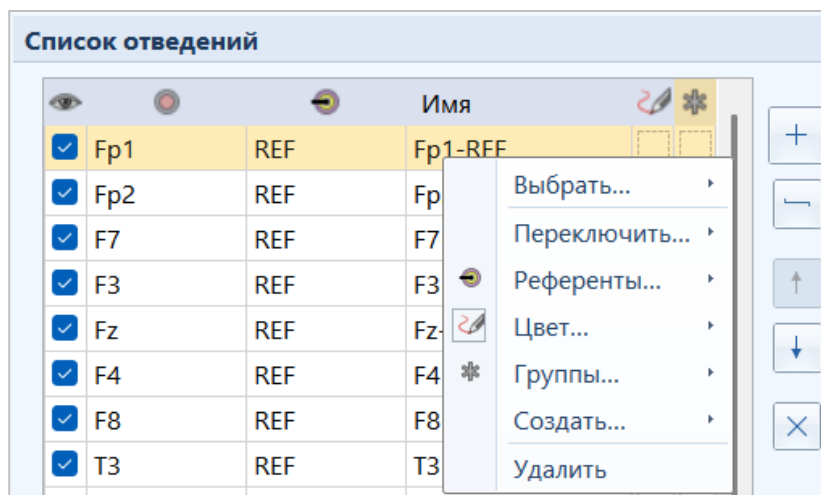 Список отведений
Имя
Fp1 REF Fp1-REF
Fp2 REF Fp
F7 REF F7
F3 REF F3
Fz REF Fz-
F4 REF F4
F8 REF F8
T3 REF T3
Выбрать...
Переключить...
Референты...
Цвет...
Группы...
Создать...
Удалить